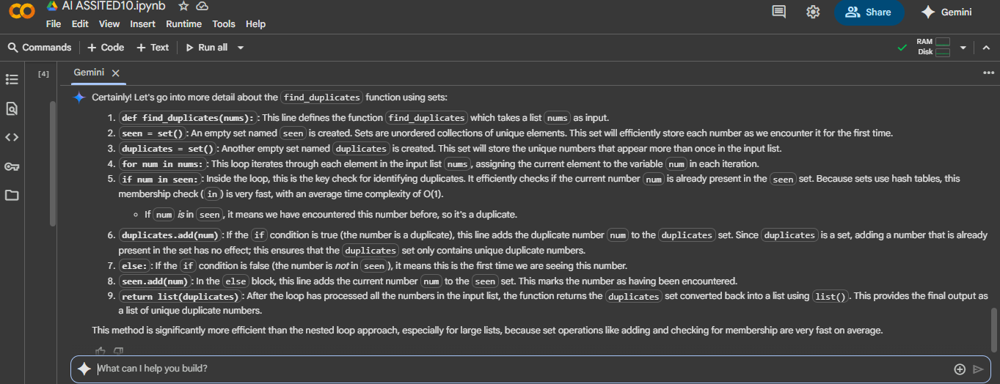 AI ASSITED10.ipynb
File Edit View Insert Runtime Tools Help
Share
Gemini
Commands + Code + Text Run all
RAM
Disk
[4]
Gemini
Certainly! Let's go into more detail about the find_duplicates function using sets:
1. def find_duplicates(nums): : This line defines the function find_duplicates which takes a list nums as input.
2. seen = set() : An empty set named seen is created. Sets are unordered collections of unique elements. This set will efficiently store each number as we encounter it for the first time.
3. duplicates = set() : Another empty set named duplicates is created. This set will store the unique numbers that appear more than once in the input list.
4. for num in nums: : This loop iterates through each element in the input list nums , assigning the current element to the variable num in each iteration.
5. if num in seen: : Inside the loop, this is the key check for identifying duplicates. It efficiently checks if the current number num is already present in the seen set. Because sets use hash tables, this
membership check ( in ) is very fast, with an average time complexity of O(1).
◦ If num is in seen , it means we have encountered this number before, so it's a duplicate.
6. duplicates.add(num) : If the if condition is true (the number is a duplicate), this line adds the duplicate number num to the duplicates set. Since duplicates is a set, adding a number that is already
present in the set has no effect; this ensures that the duplicates set only contains unique duplicate numbers.
7. else: : If the if condition is false (the number is not in seen ), it means this is the first time we are seeing this number.
8. seen.add(num) : In the else block, this line adds the current number num to the seen set. This marks the number as having been encountered.
9. return list(duplicates) : After the loop has processed all the numbers in the input list, the function returns the duplicates set converted back into a list using list() . This provides the final output as
a list of unique duplicate numbers.
This method is significantly more efficient than the nested loop approach, especially for large lists, because set operations like adding and checking for membership are very fast on average.
What can I help you build?